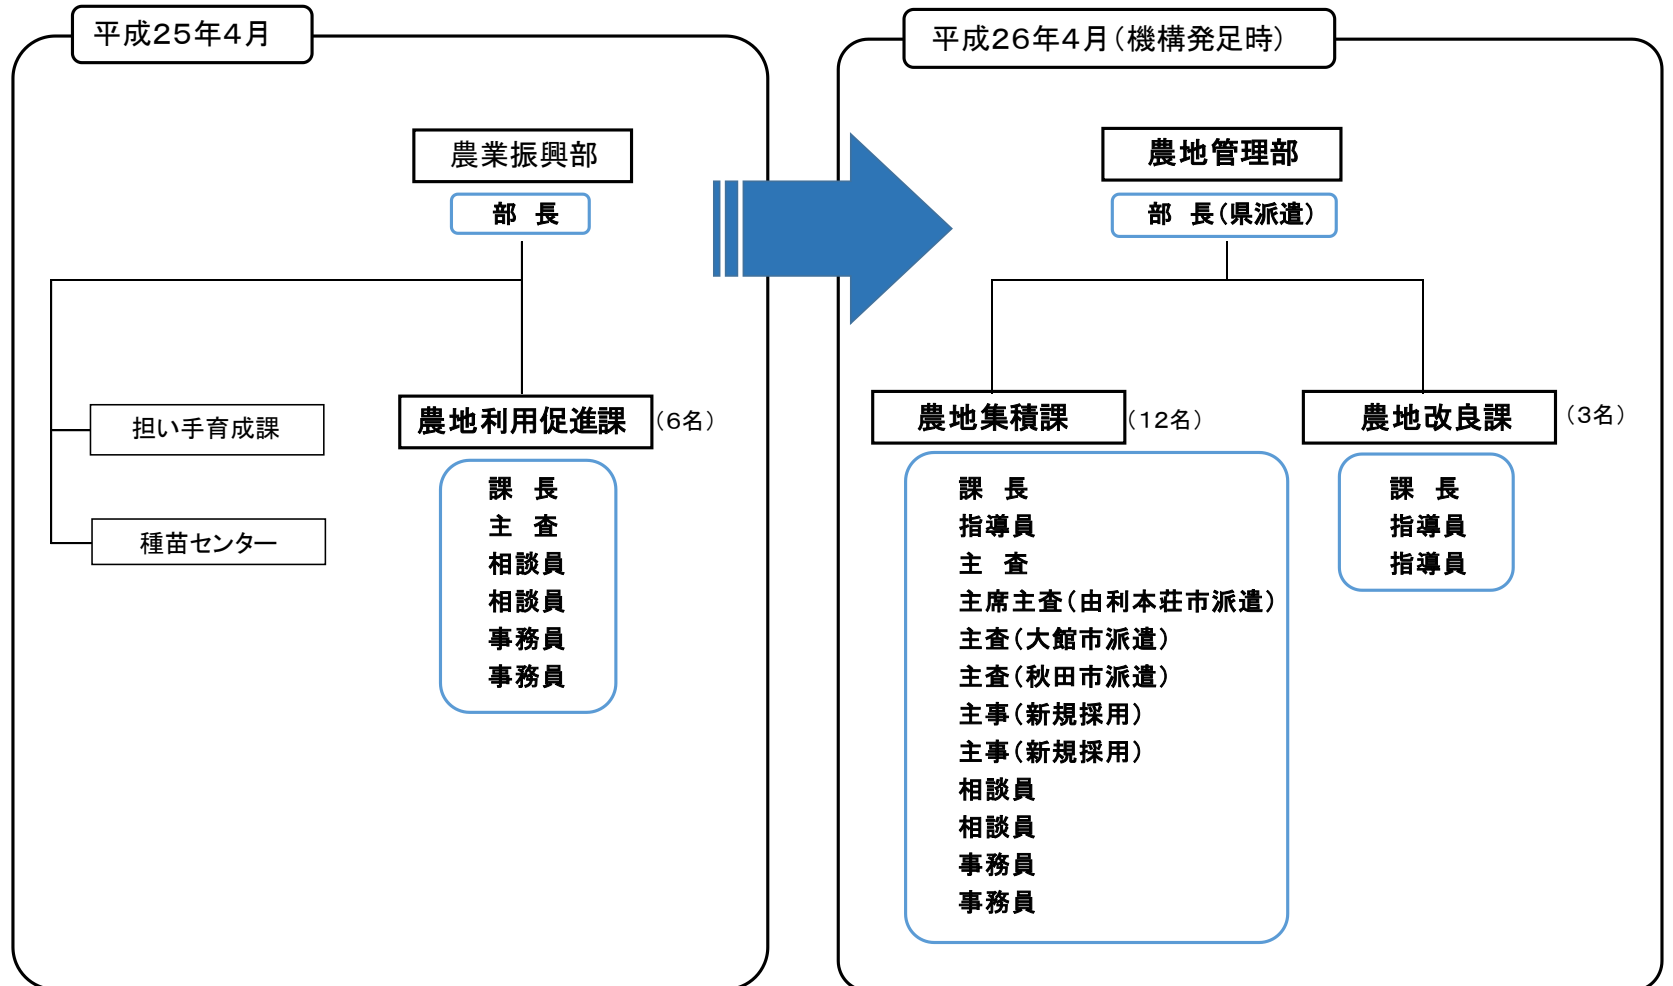 平成25年4月
農業振興部
部　長
担い手育成課
種苗センター
農地利用促進課
（6名）
課　長
主　査
相談員
相談員
事務員
事務員
平成26年4月（機構発足時）
農地管理部
部　長（県派遣）
農地集積課
（12名）
課　長
指導員
主　査
主席主査（由利本荘市派遣）
主査（大館市派遣）
主査（秋田市派遣）
主事（新規採用）
主事（新規採用）
相談員
相談員
事務員
事務員
農地改良課
（3名）
課　長
指導員
指導員